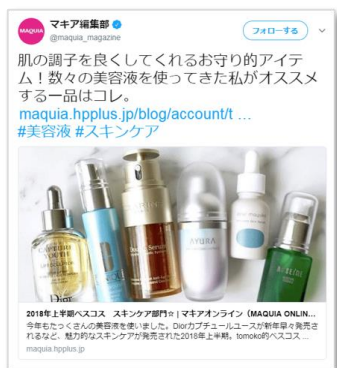 マキア編集部
@maquia_magazine
フォローする
MAQUIA
肌の調子を良くしてくれるお守り的アイテ
ム！数々の美容液を使ってきた私がオススメ
する一品はコレ。
maquia.hpplus.jp/blog/account/t …
#美容液 #スキンケア
CAPTURE
YOUTH
Dior
Double Serum
AYURA
2018年上半期ベスコス　スキンケア部門☆ | マキアオンライン（MAQUIA ONLIN...
今年もたっくさんの美容液を使いました。Diorカプチュールユースが新年早々発売さ
れるなど、魅力的なスキンケアが発売された2018年上半期。tomoko的ベスコス ...
maquia.hpplus.jp